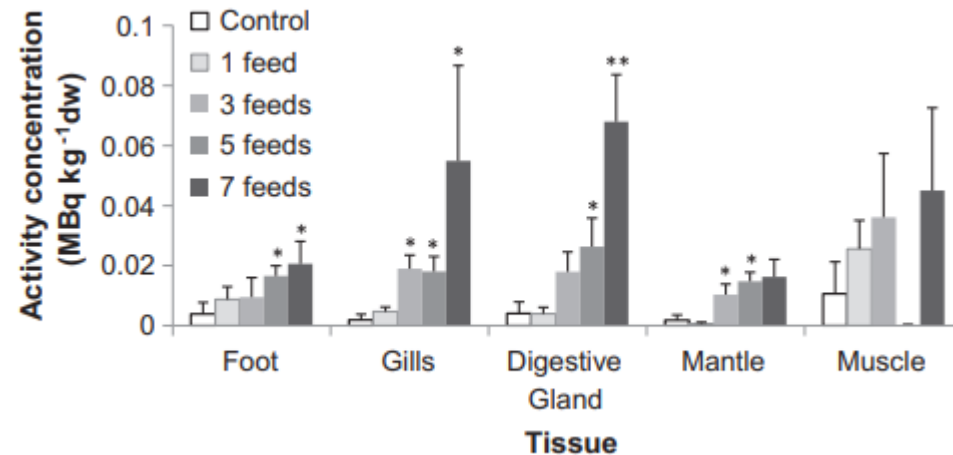 Activity concentration
(MBq kg⁻¹dw)
0.1
0.08
0.06
0.04
0.02
0
Control
1 feed
3 feeds
5 feeds
7 feeds
* *
* * *
* **
* *
Foot Gills Digestive Gland Mantle Muscle
Tissue